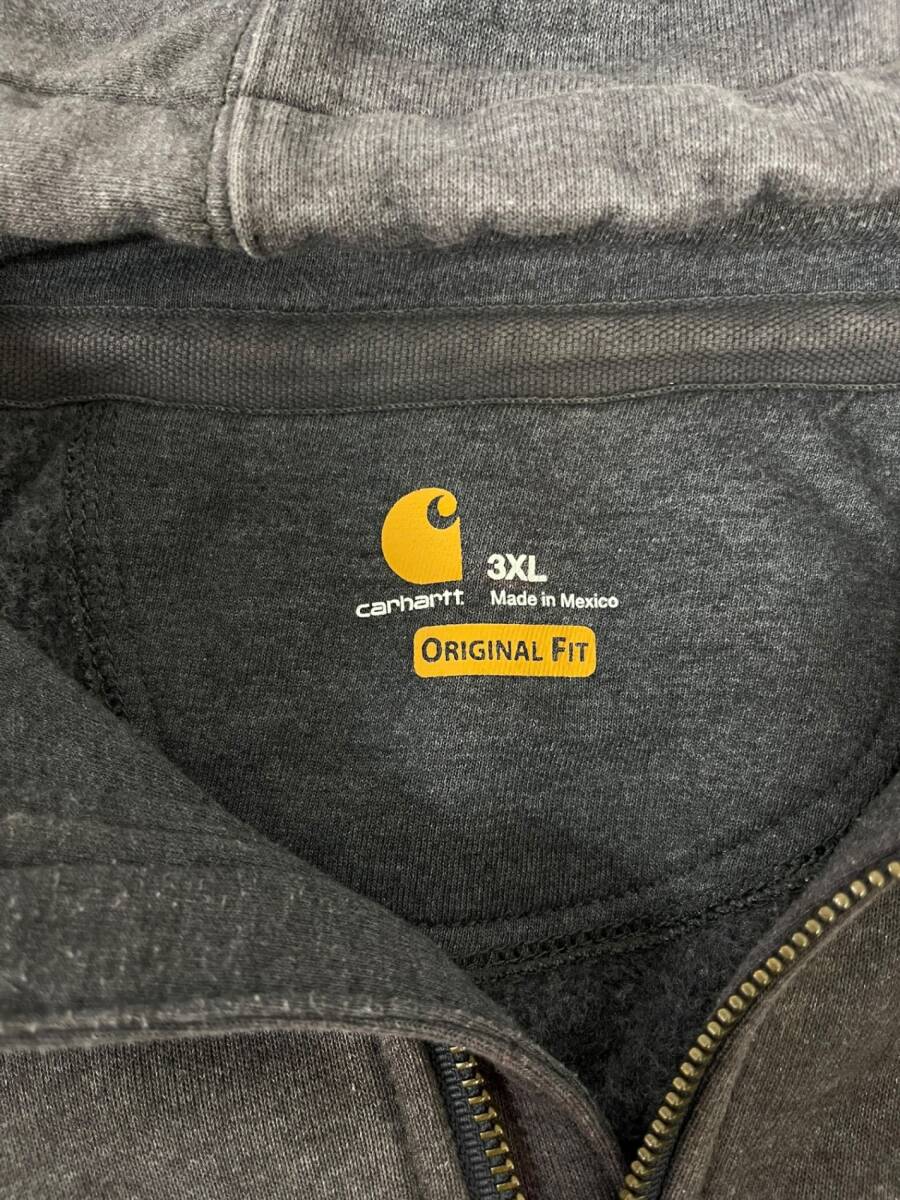 3XL
carhartt
Made in Mexico
ORIGINAL FIT